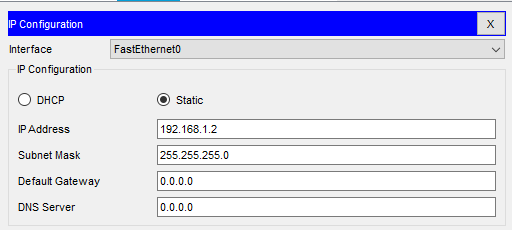 IP Configuration X
Interface FastEthernet0
IP Configuration
DHCP Static
IP Address 192.168.1.2
Subnet Mask 255.255.255.0
Default Gateway 0.0.0.0
DNS Server 0.0.0.0